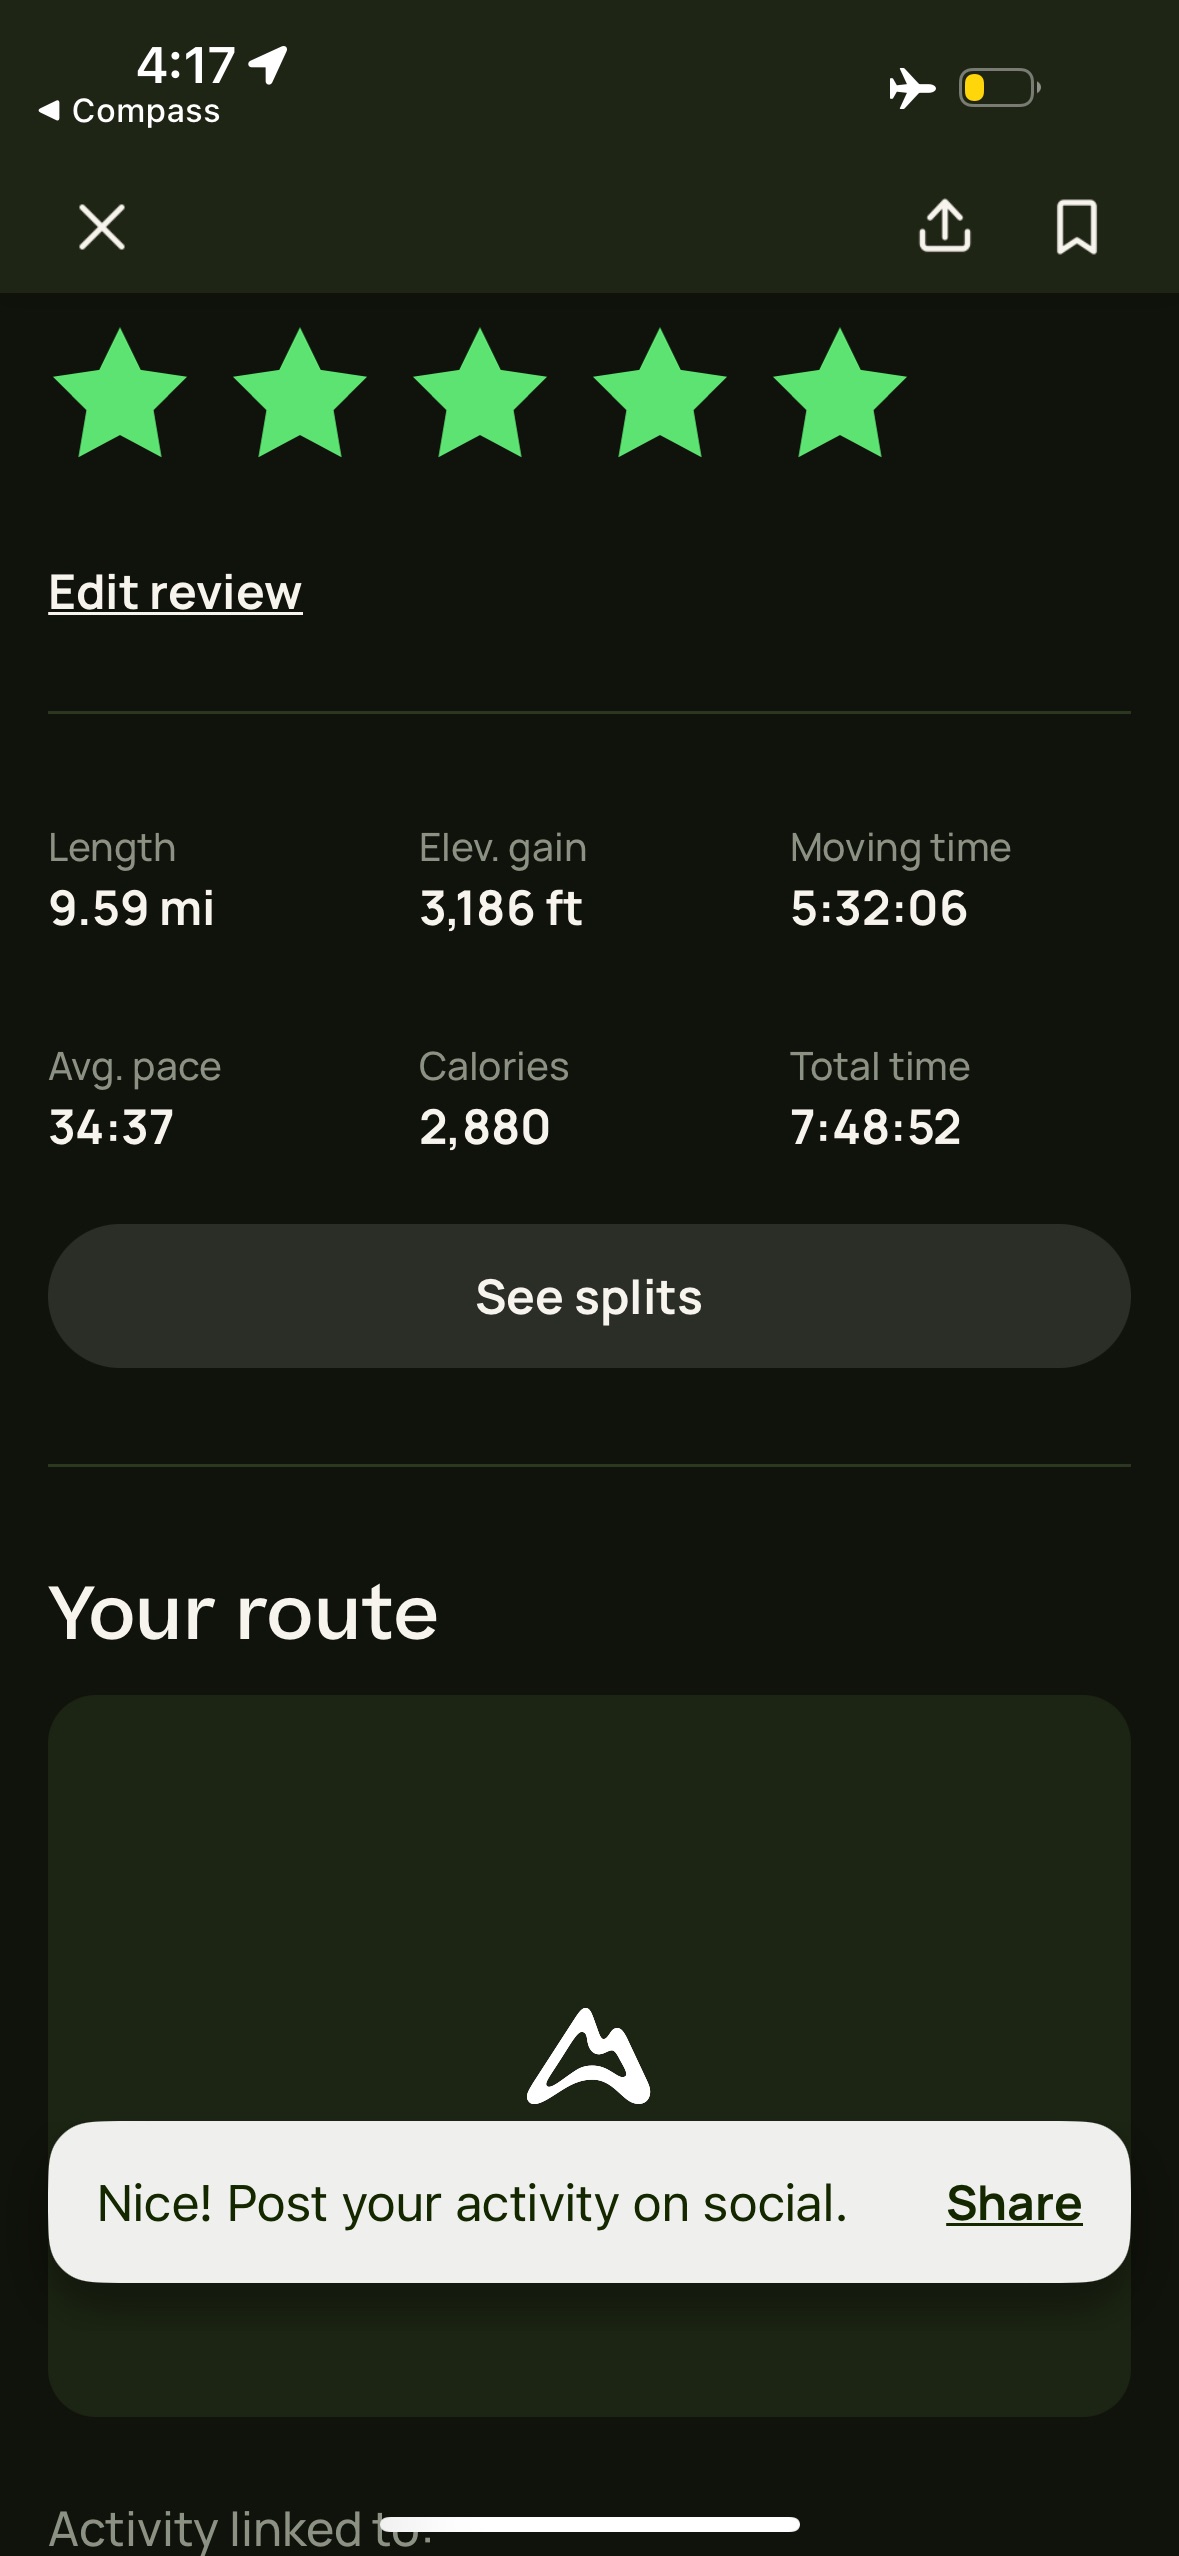 4:17
Compass
Edit review
Length Elev. gain Moving time
9.59 mi 3,186 ft 5:32:06
Avg. pace Calories Total time
34:37 2,880 7:48:52
See splits
Your route
Nice! Post your activity on social. Share
Activity linked to: